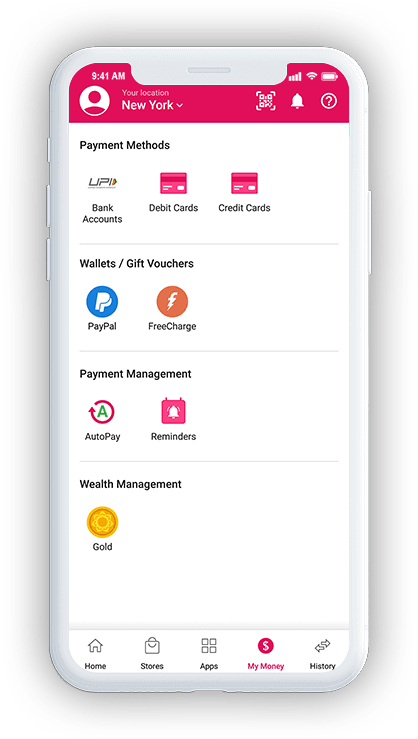 9:41 AM
Your location
New York
Payment Methods
UPI
Bank
Accounts
Debit Cards
Credit Cards
Wallets / Gift Vouchers
PayPal
FreeCharge
Payment Management
A
AutoPay
Reminders
Wealth Management
Gold
$
Home
Stores
Apps
My Money
History